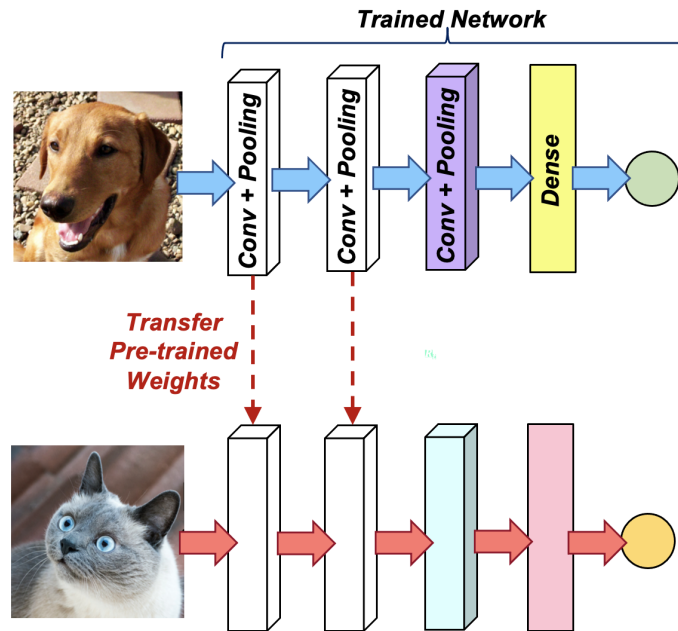 Trained Network
Conv + Pooling
Conv + Pooling
Conv + Pooling
Dense
Transfer
Pre-trained
Weights